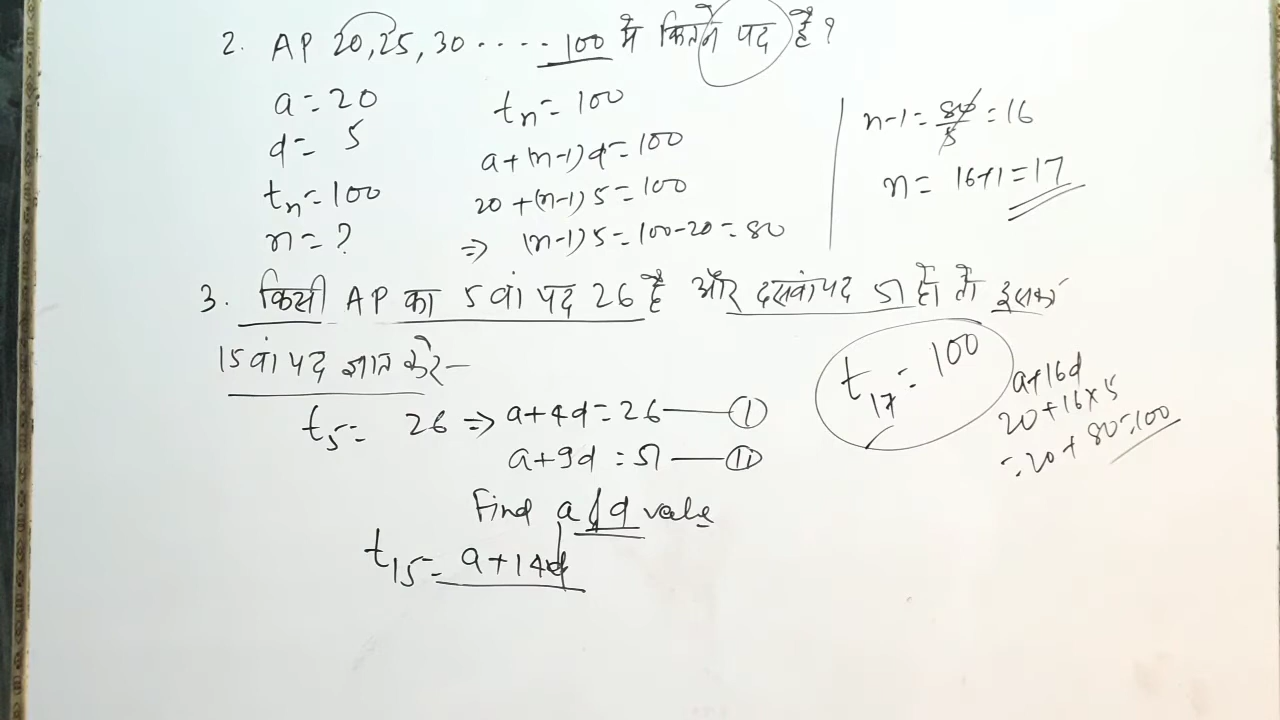 2. AP 20, 25, 30 ..... 100 में कितने पद हैं?
a = 20
d = 5
tn = 100
n = ?
tn = 100
a + (n-1) d = 100
20 + (n-1) 5 = 100
⇒ (n-1) 5 = 100-20 = 80
n-1 = 80/5 = 16
n = 16+1 = 17
3. किसी AP का 5 वां पद 26 है और दसवां पद 51 हो तो इसका
15 वां पद ज्ञात करें-
t5 = 26 ⇒ a + 4d = 26 — (I)
a + 9d = 51 — (II)
Find a & d value
t15 = a + 14d
t17 = 100
a + 16d
20 + 16 × 5
= 20 + 80 = 100